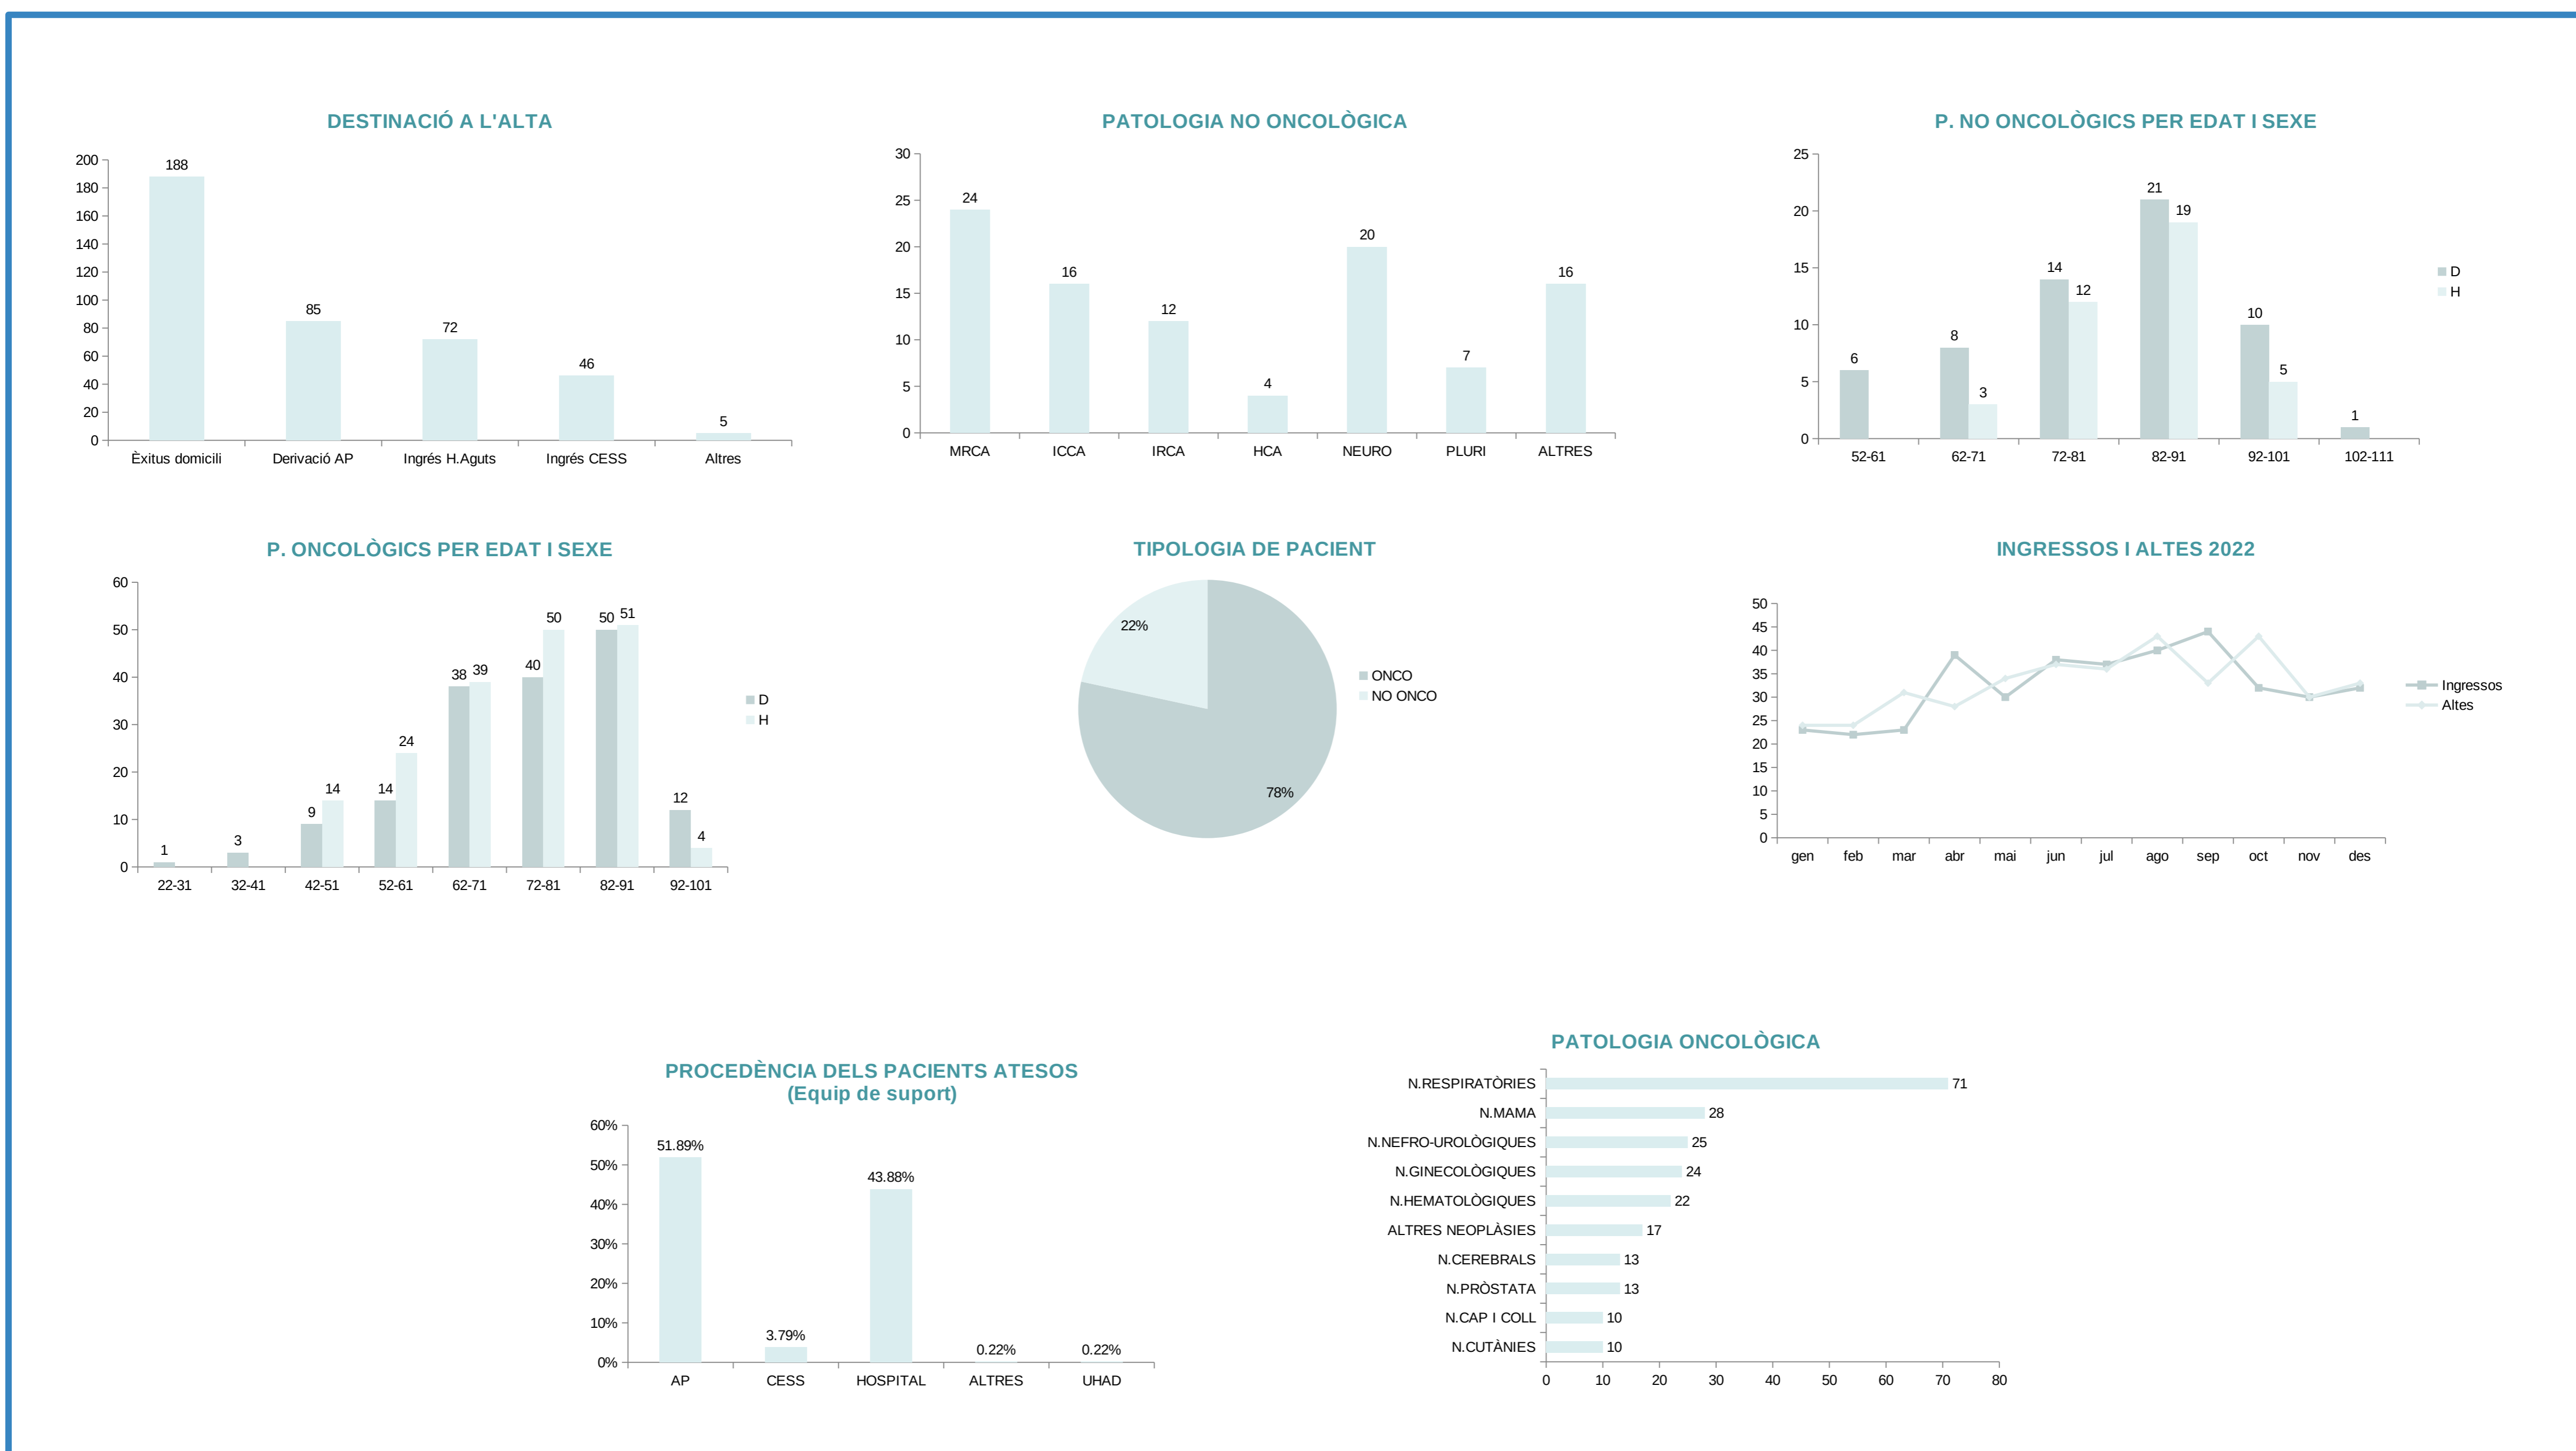 DESTINACIÓ A L'ALTA
200
180
160
140
120
100
80
60
40
20
0
188
85
72
46
5
Èxitus domicili
Derivació AP
Ingrés H.Aguts
Ingrés CESS
Altres
PATOLOGIA NO ONCOLÒGICA
30
25
20
15
10
5
0
24
16
12
4
20
7
16
MRCA
ICCA
IRCA
HCA
NEURO
PLURI
ALTRES
P. NO ONCOLÒGICS PER EDAT I SEXE
25
20
15
10
5
0
6
8
3
14
12
21
19
10
5
1
52-61
62-71
72-81
82-91
92-101
102-111
D
H
P. ONCOLÒGICS PER EDAT I SEXE
60
50
40
30
20
10
0
1
3
9
14
14
24
38
39
40
50
50
51
12
4
22-31
32-41
42-51
52-61
62-71
72-81
82-91
92-101
D
H
TIPOLOGIA DE PACIENT
22%
78%
ONCO
NO ONCO
INGRESSOS I ALTES 2022
50
45
40
35
30
25
20
15
10
5
0
gen
feb
mar
abr
mai
jun
jul
ago
sep
oct
nov
des
Ingressos
Altes
PROCEDÈNCIA DELS PACIENTS ATESOS
(Equip de suport)
60%
50%
40%
30%
20%
10%
0%
51.89%
3.79%
43.88%
0.22%
0.22%
AP
CESS
HOSPITAL
ALTRES
UHAD
PATOLOGIA ONCOLÒGICA
N.RESPIRATÒRIES 71
N.MAMA 28
N.NEFRO-UROLÒGIQUES 25
N.GINECOLÒGIQUES 24
N.HEMATOLÒGIQUES 22
ALTRES NEOPLÀSIES 17
N.CEREBRALS 13
N.PRÒSTATA 13
N.CAP I COLL 10
N.CUTÀNIES 10
0 10 20 30 40 50 60 70 80